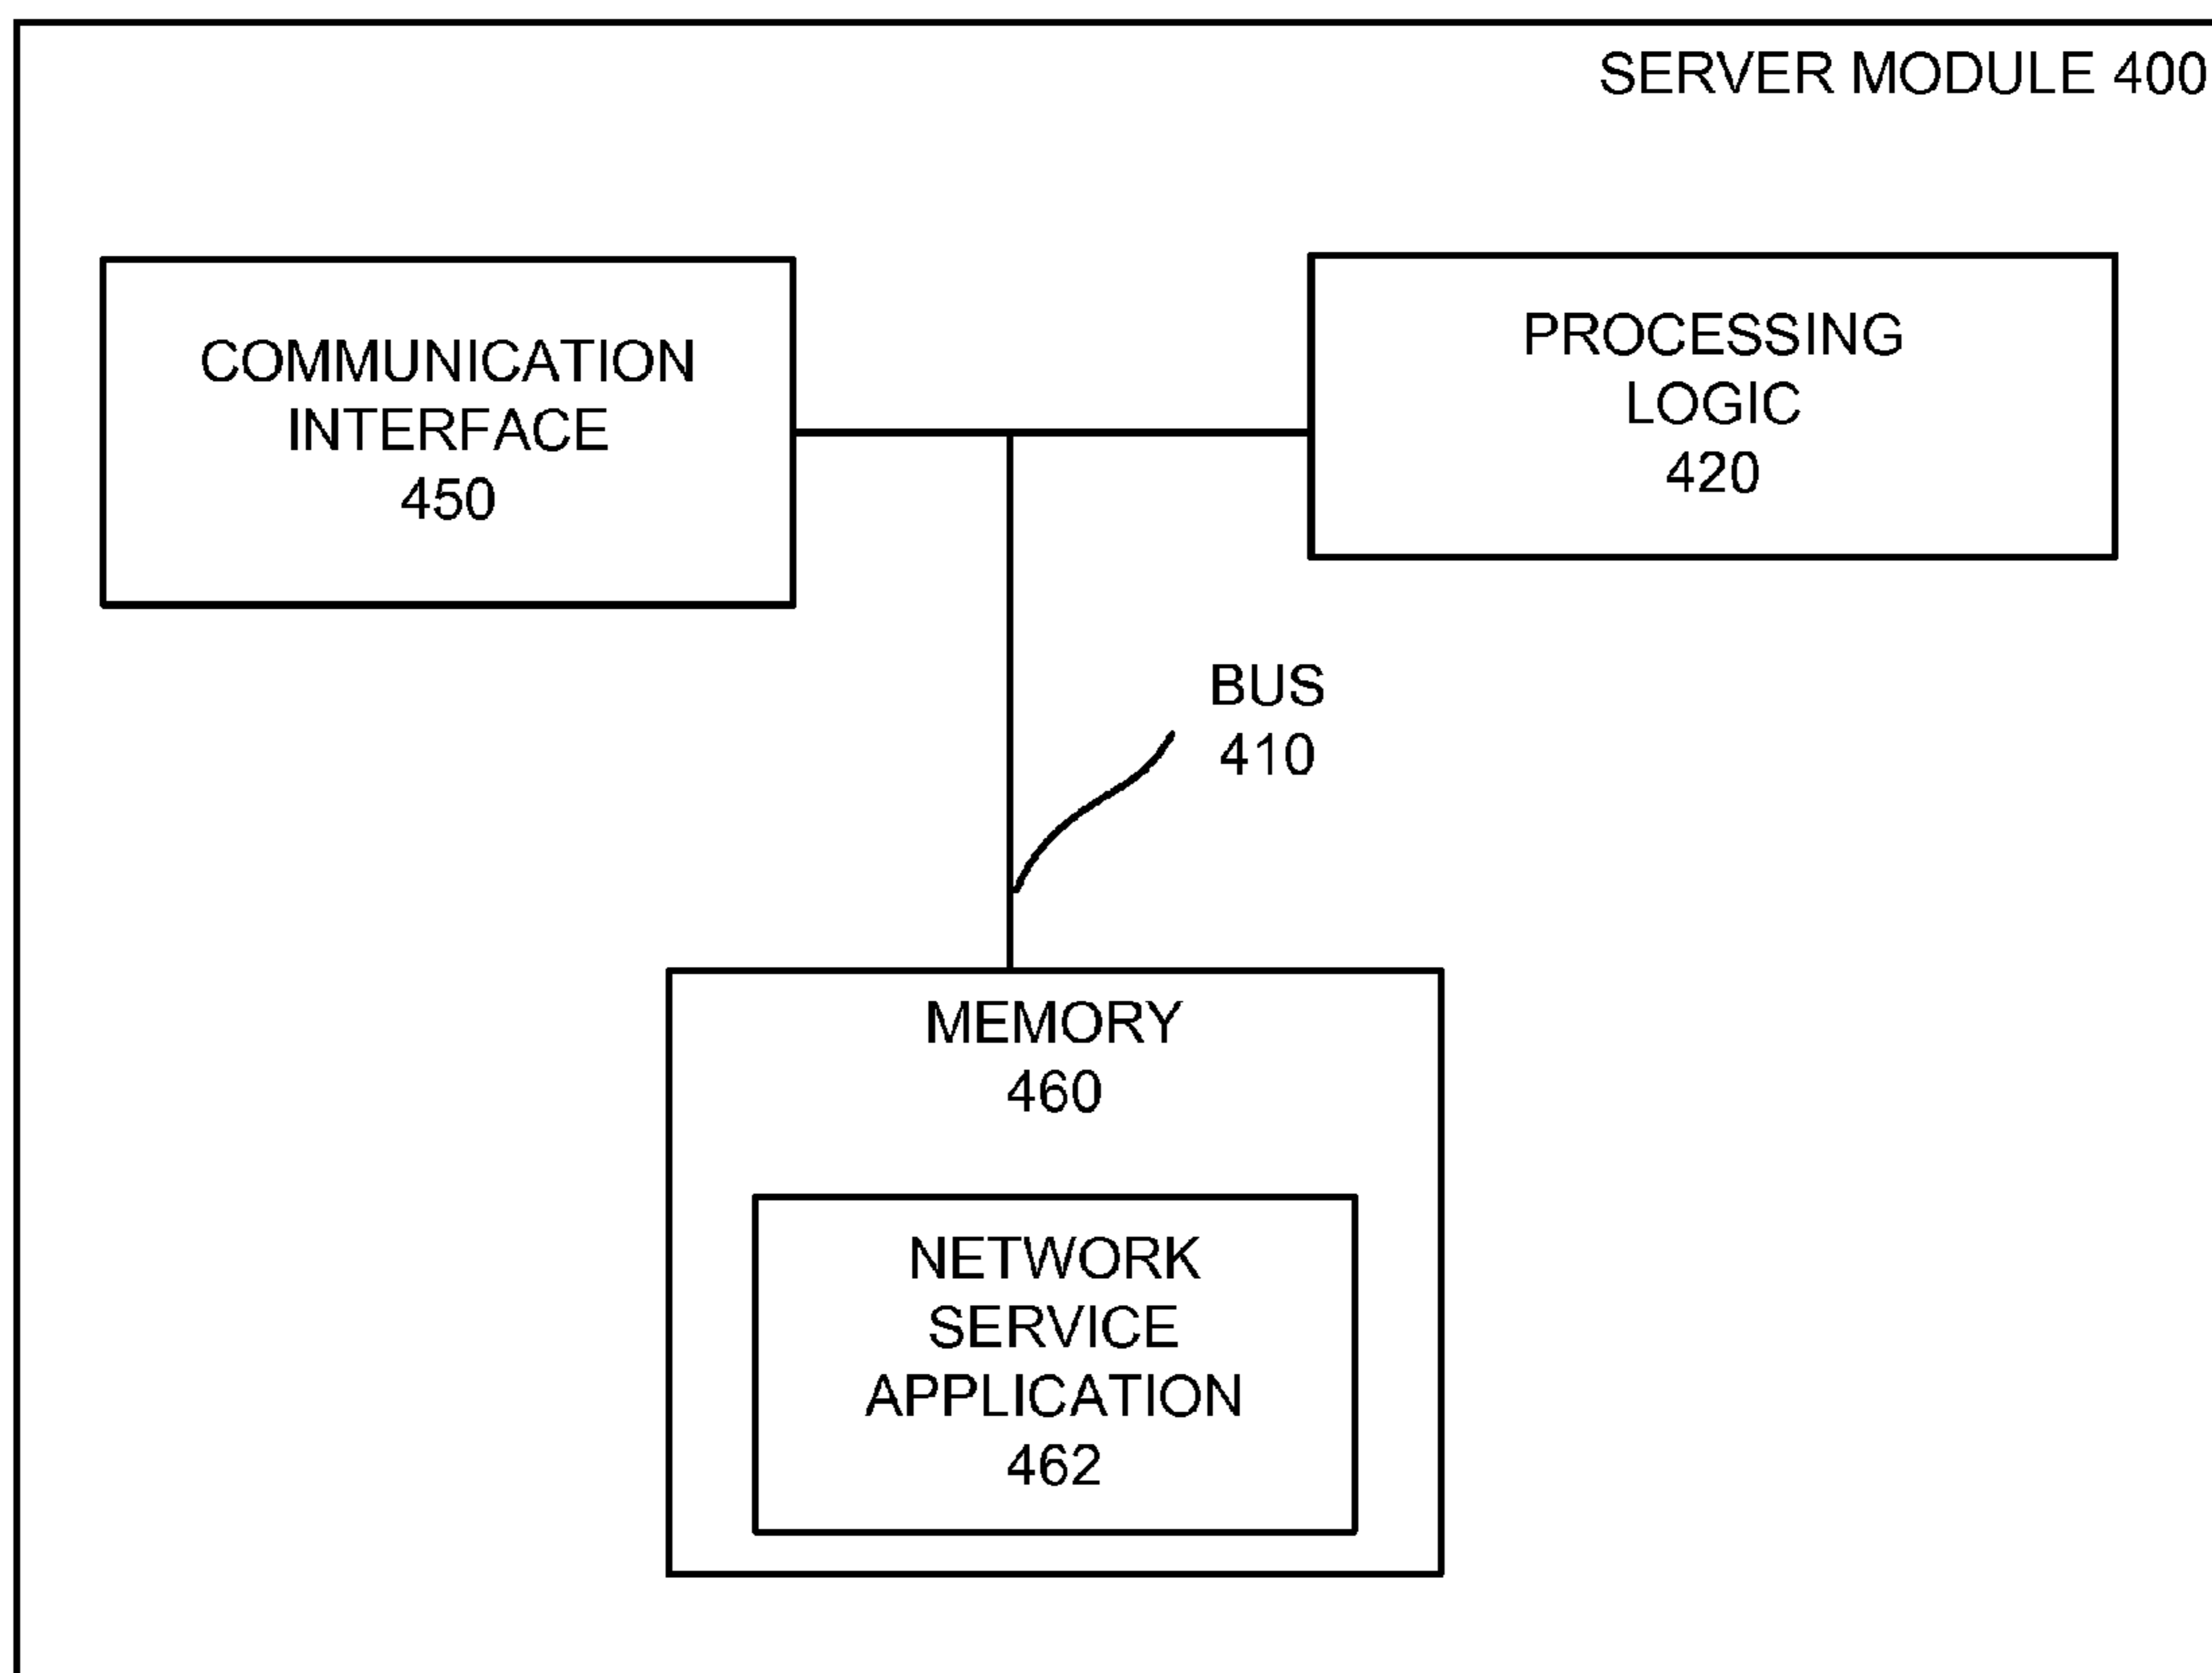 SERVER MODULE 400
COMMUNICATION
INTERFACE
450
PROCESSING
LOGIC
420
BUS
410
MEMORY
460
NETWORK
SERVICE
APPLICATION
462